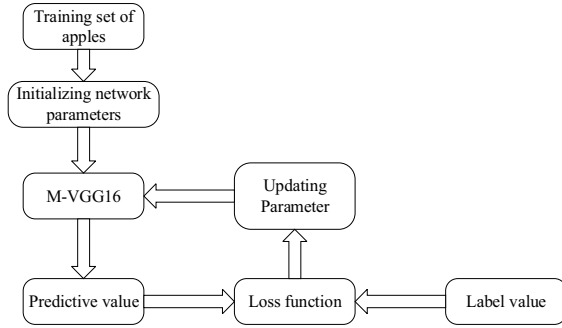 Training set of
apples
Initializing network
parameters
M-VGG16
Updating
Parameter
Predictive value
Loss function
Label value